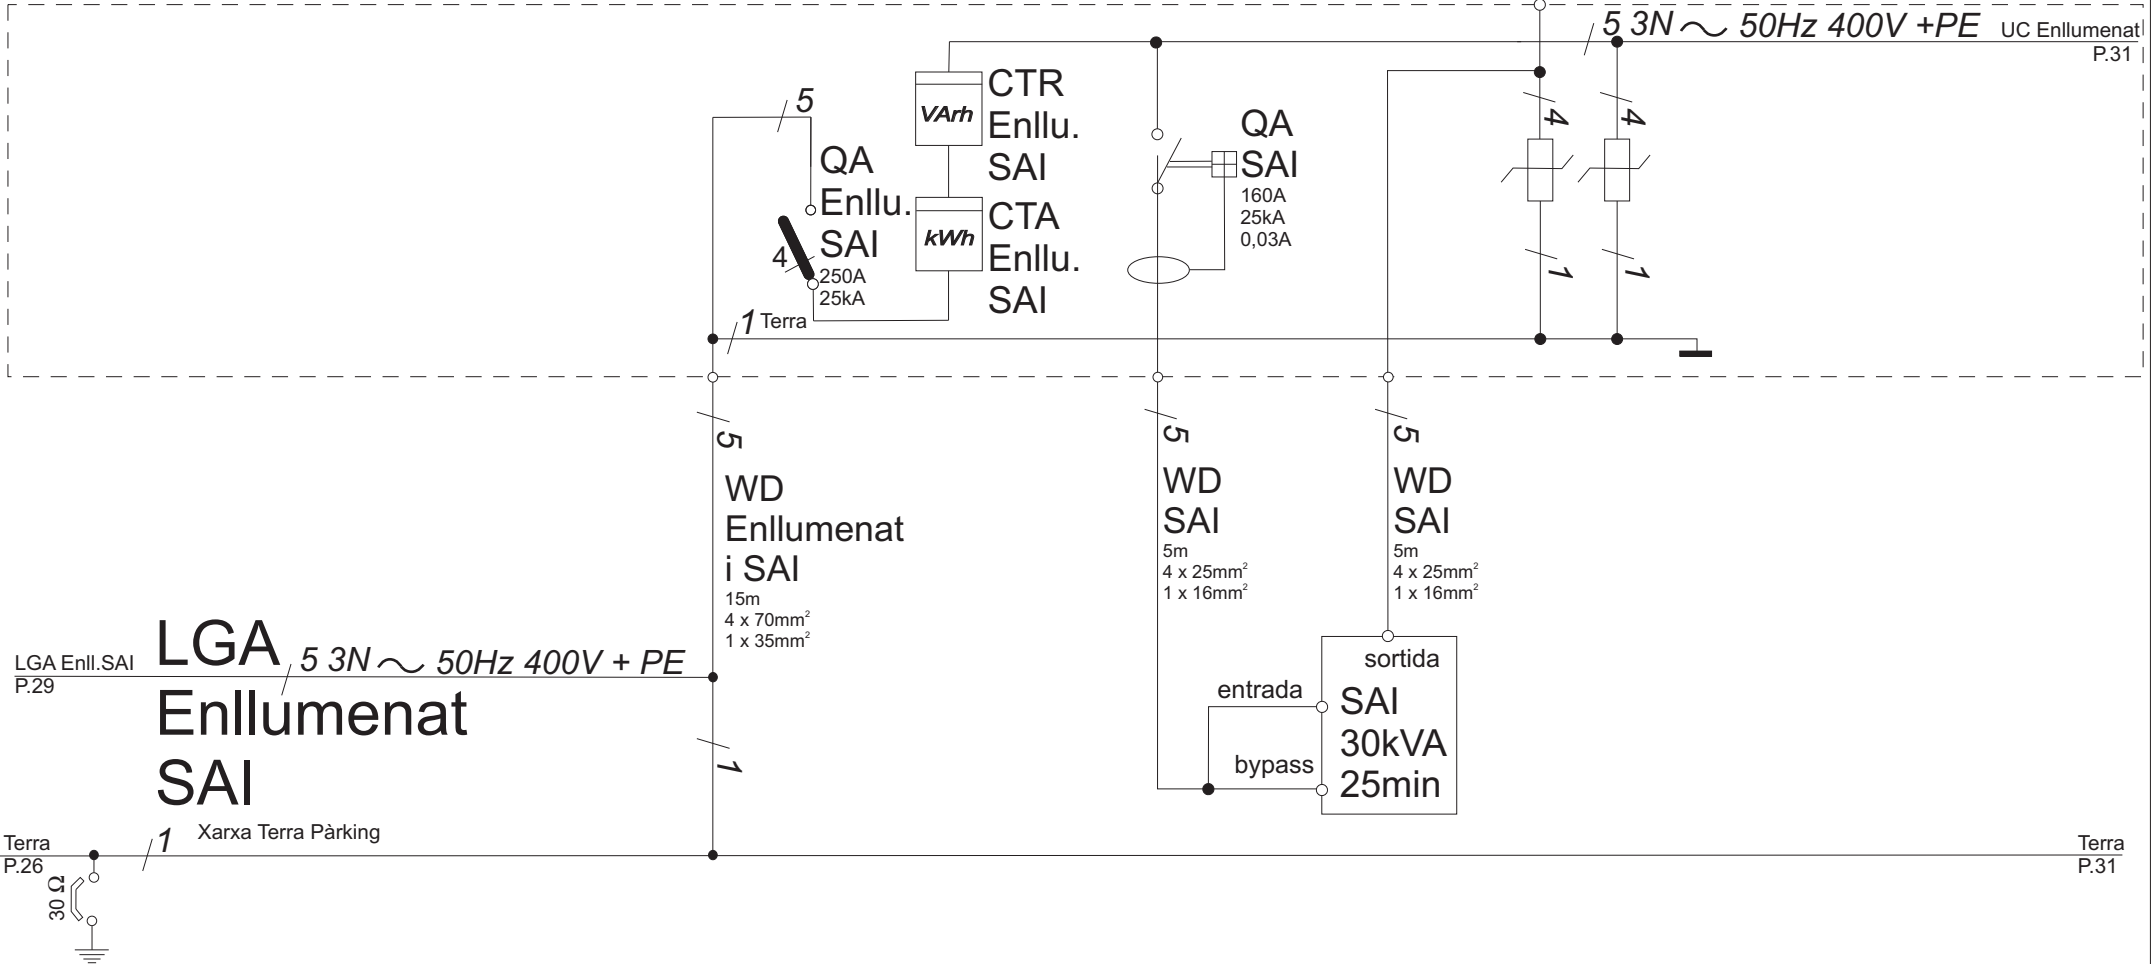 5 3N ~ 50Hz 400V +PE
UC Enllumenat
P.31
5
QA
Enllu.
SAI
250A
25kA
4
VArh
CTR
Enllu.
SAI
kWh
CTA
Enllu.
SAI
QA
SAI
160A
25kA
0,03A
4
4
1
1
1 Terra
5
WD
Enllumenat
i SAI
15m
4 x 70mm²
1 x 35mm²
5
WD
SAI
5m
4 x 25mm²
1 x 16mm²
5
WD
SAI
5m
4 x 25mm²
1 x 16mm²
LGA Enll.SAI
P.29
LGA
Enllumenat
SAI
5 3N ~ 50Hz 400V + PE
1
entrada
bypass
sortida
SAI
30kVA
25min
Terra
P.26
1 Xarxa Terra Pàrking
30 Ω
Terra
P.31